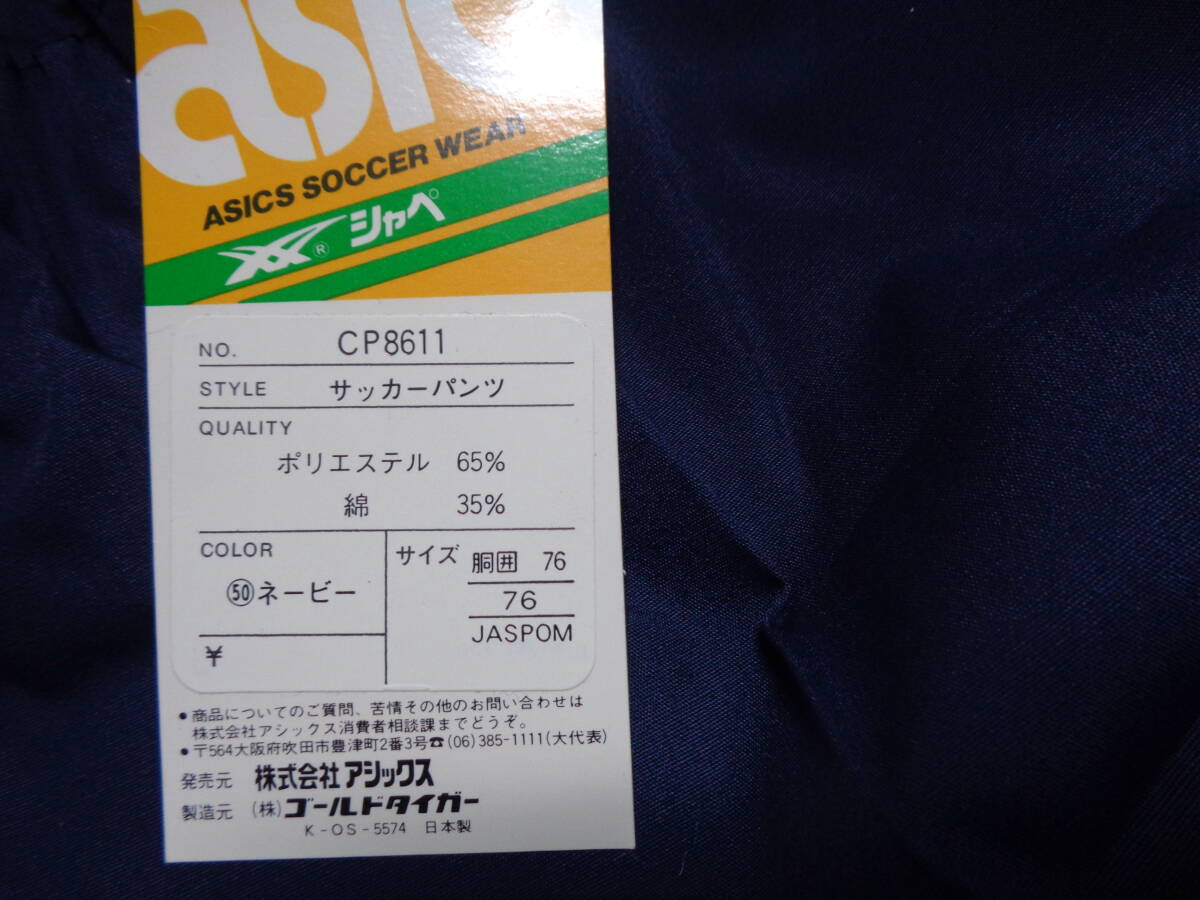 asic
ASICS SOCCER WEAR
® シャペ
NO. CP8611
STYLE サッカーパンツ
QUALITY
ポリエステル 65%
綿 35%
COLOR
㊿ネービー
¥
サイズ 胴囲 76
76
JASPOM
●商品についてのご質問、苦情その他のお問い合わせは
株式会社アシックス消費者相談課までどうぞ。
●〒564大阪府吹田市豊津町2番3号☎(06)385-1111(大代表)
発売元 株式会社アシックス
製造元 (株)ゴールドタイガー
K-OS-5574 日本製